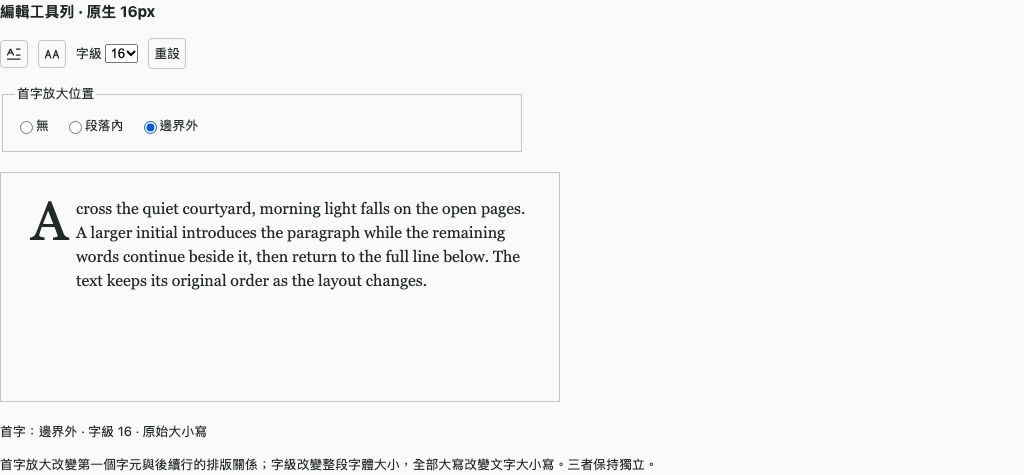 編輯工具列 · 原生 16px
A AA 字級 16 重設
首字放大位置
無 段落內 邊界外
Across the quiet courtyard, morning light falls on the open pages.
A larger initial introduces the paragraph while the remaining
words continue beside it, then return to the full line below. The
text keeps its original order as the layout changes.
首字：邊界外 · 字級 16 · 原始大小寫
首字放大改變第一個字元與後續行的排版關係；字級改變整段字體大小，全部大寫改變文字大小寫。三者保持獨立。